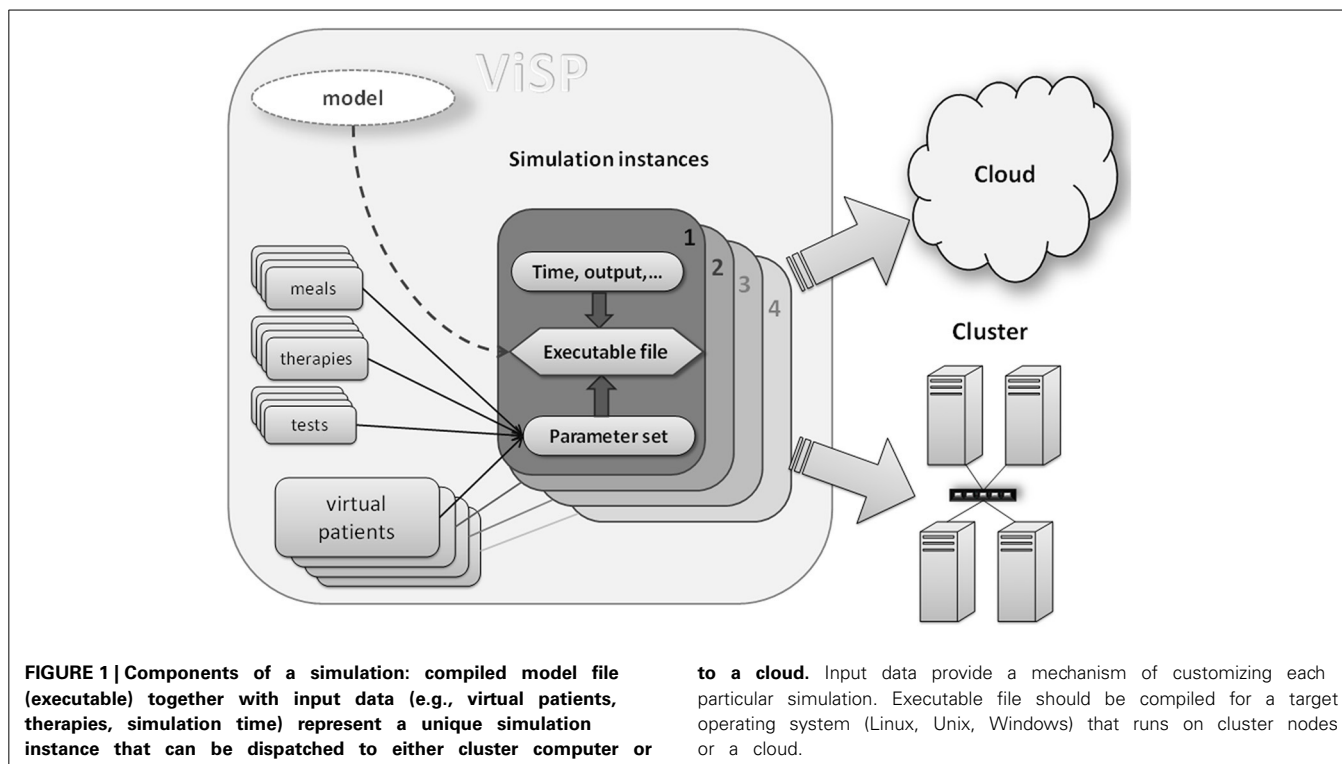 ViSP
model
Simulation instances
Cloud
1
2
3
4
Time, output,...
meals
Executable file
Cluster
therapies
tests
Parameter set
virtual
patients
FIGURE 1 | Components of a simulation: compiled model file
(executable) together with input data (e.g., virtual patients,
therapies, simulation time) represent a unique simulation
instance that can be dispatched to either cluster computer or
to a cloud. Input data provide a mechanism of customizing each
particular simulation. Executable file should be compiled for a target
operating system (Linux, Unix, Windows) that runs on cluster nodes
or a cloud.